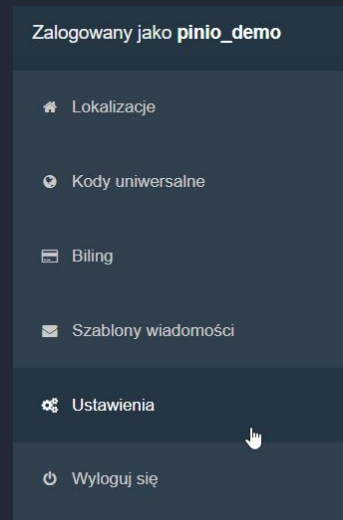 Zalogowany jako pinio_demo
Lokalizacje
Kody uniwersalne
Biling
Szablony wiadomości
Ustawienia
Wyloguj się